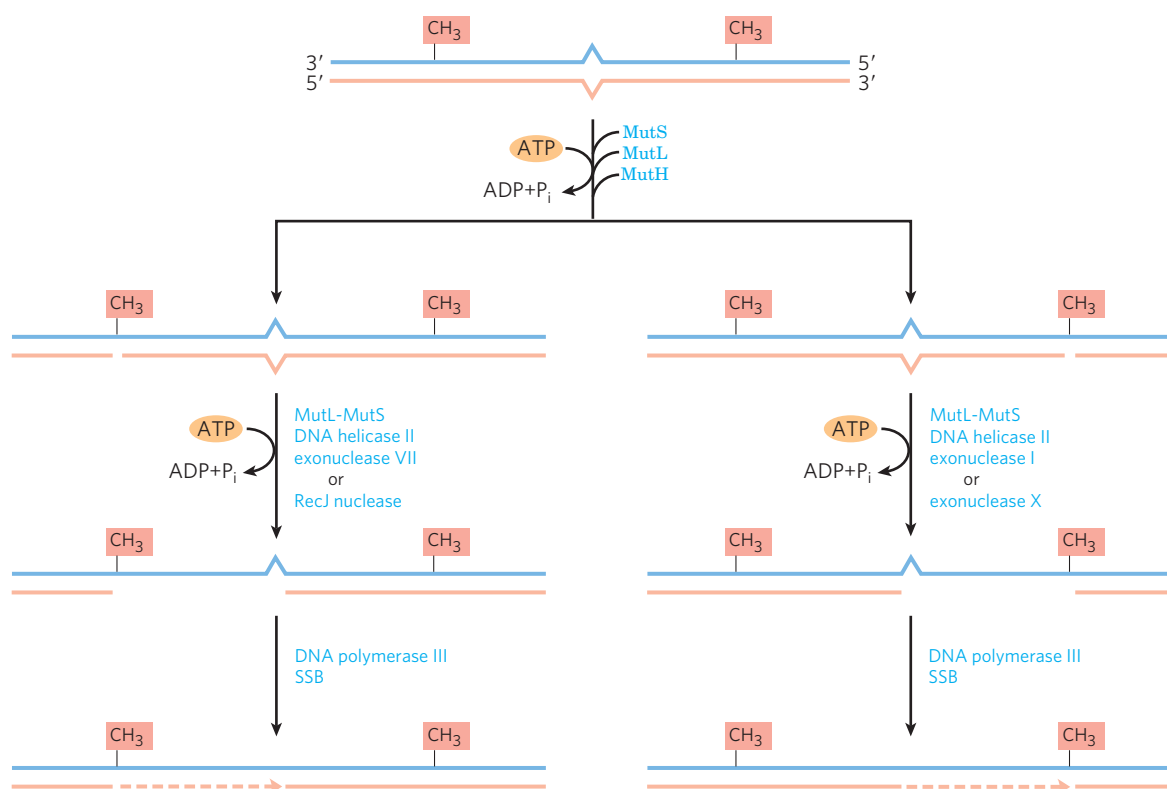 CH3 CH3
3′ 5′
5′ 3′
MutS
ATP MutL
MutH
ADP+Pi
CH3 CH3
MutL-MutS
ATP DNA helicase II
exonuclease VII
ADP+Pi or
RecJ nuclease
CH3 CH3
DNA polymerase III
SSB
CH3 CH3
CH3 CH3
MutL-MutS
ATP DNA helicase II
exonuclease I
ADP+Pi or
exonuclease X
CH3 CH3
DNA polymerase III
SSB
CH3 CH3